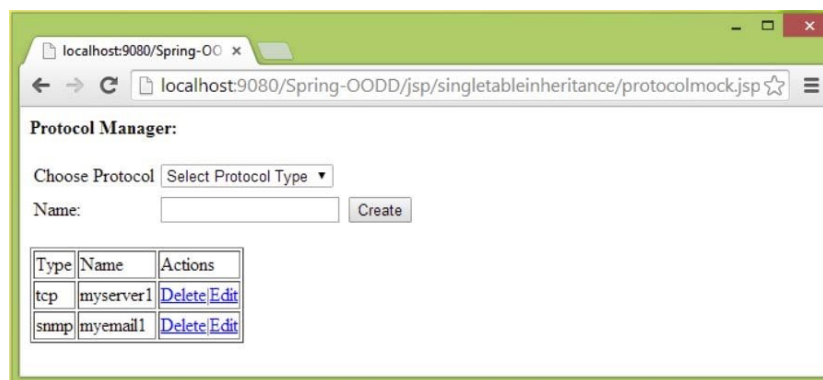 localhost:9080/Spring-OO
localhost:9080/Spring-OODD/jsp/singletableinheritance/protocolmock.jsp
Protocol Manager:
Choose Protocol Select Protocol Type
Name: Create
Type Name Actions
tcp myserver1 Delete|Edit
snmp myemail1 Delete|Edit